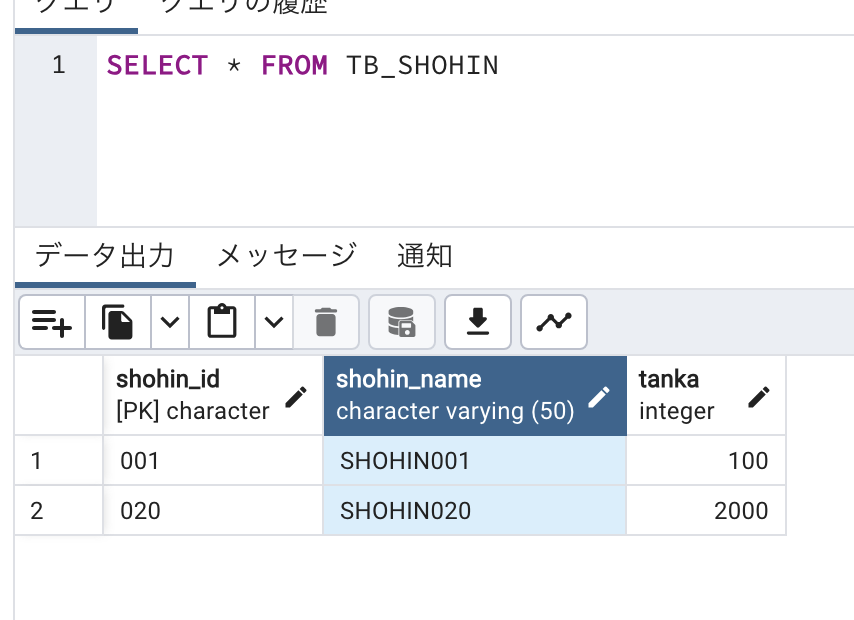 クエリ クエリの履歴
1 SELECT * FROM TB_SHOHIN
データ出力 メッセージ 通知
shohin_id shohin_name tanka
[PK] character character varying (50) integer
1 001 SHOHIN001 100
2 020 SHOHIN020 2000